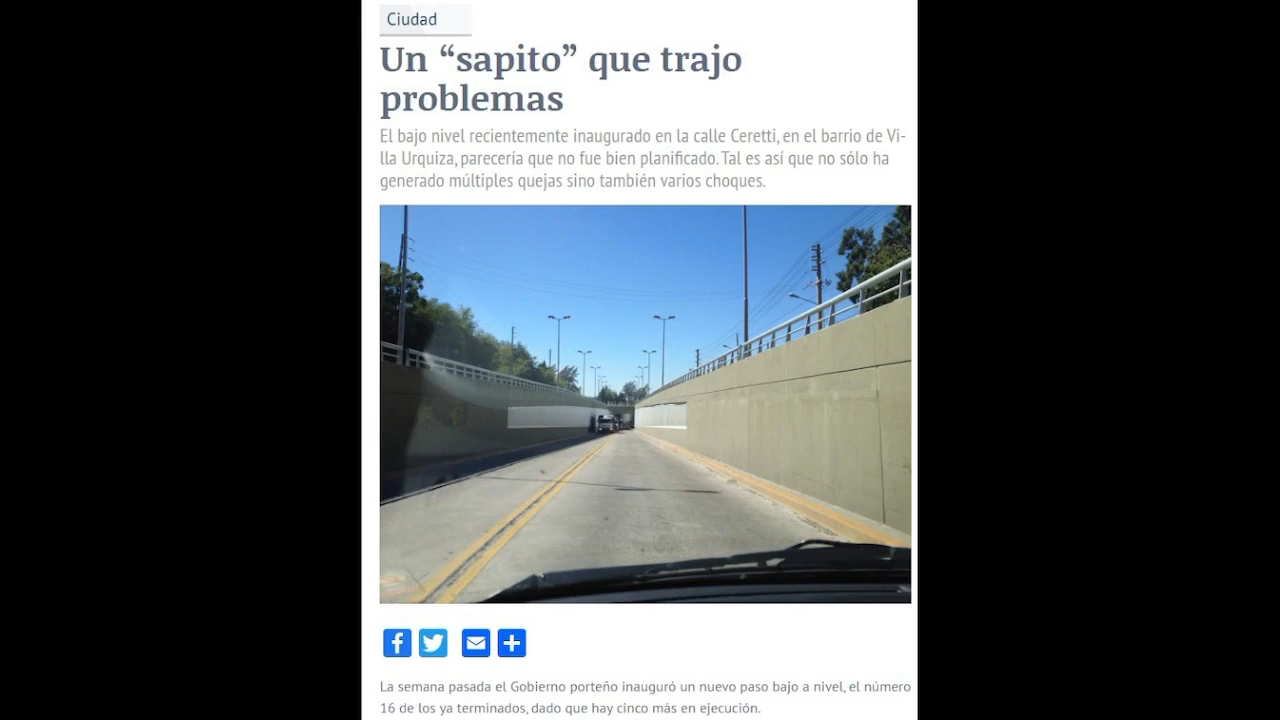 Ciudad
Un “sapito” que trajo
problemas
El bajo nivel recientemente inaugurado en la calle Ceretti, en el barrio de Vi-
lla Urquiza, parecería que no fue bien planificado. Tal es así que no sólo ha
generado múltiples quejas sino también varios choques.
La semana pasada el Gobierno porteño inauguró un nuevo paso bajo a nivel, el número
16 de los ya terminados, dado que hay cinco más en ejecución.